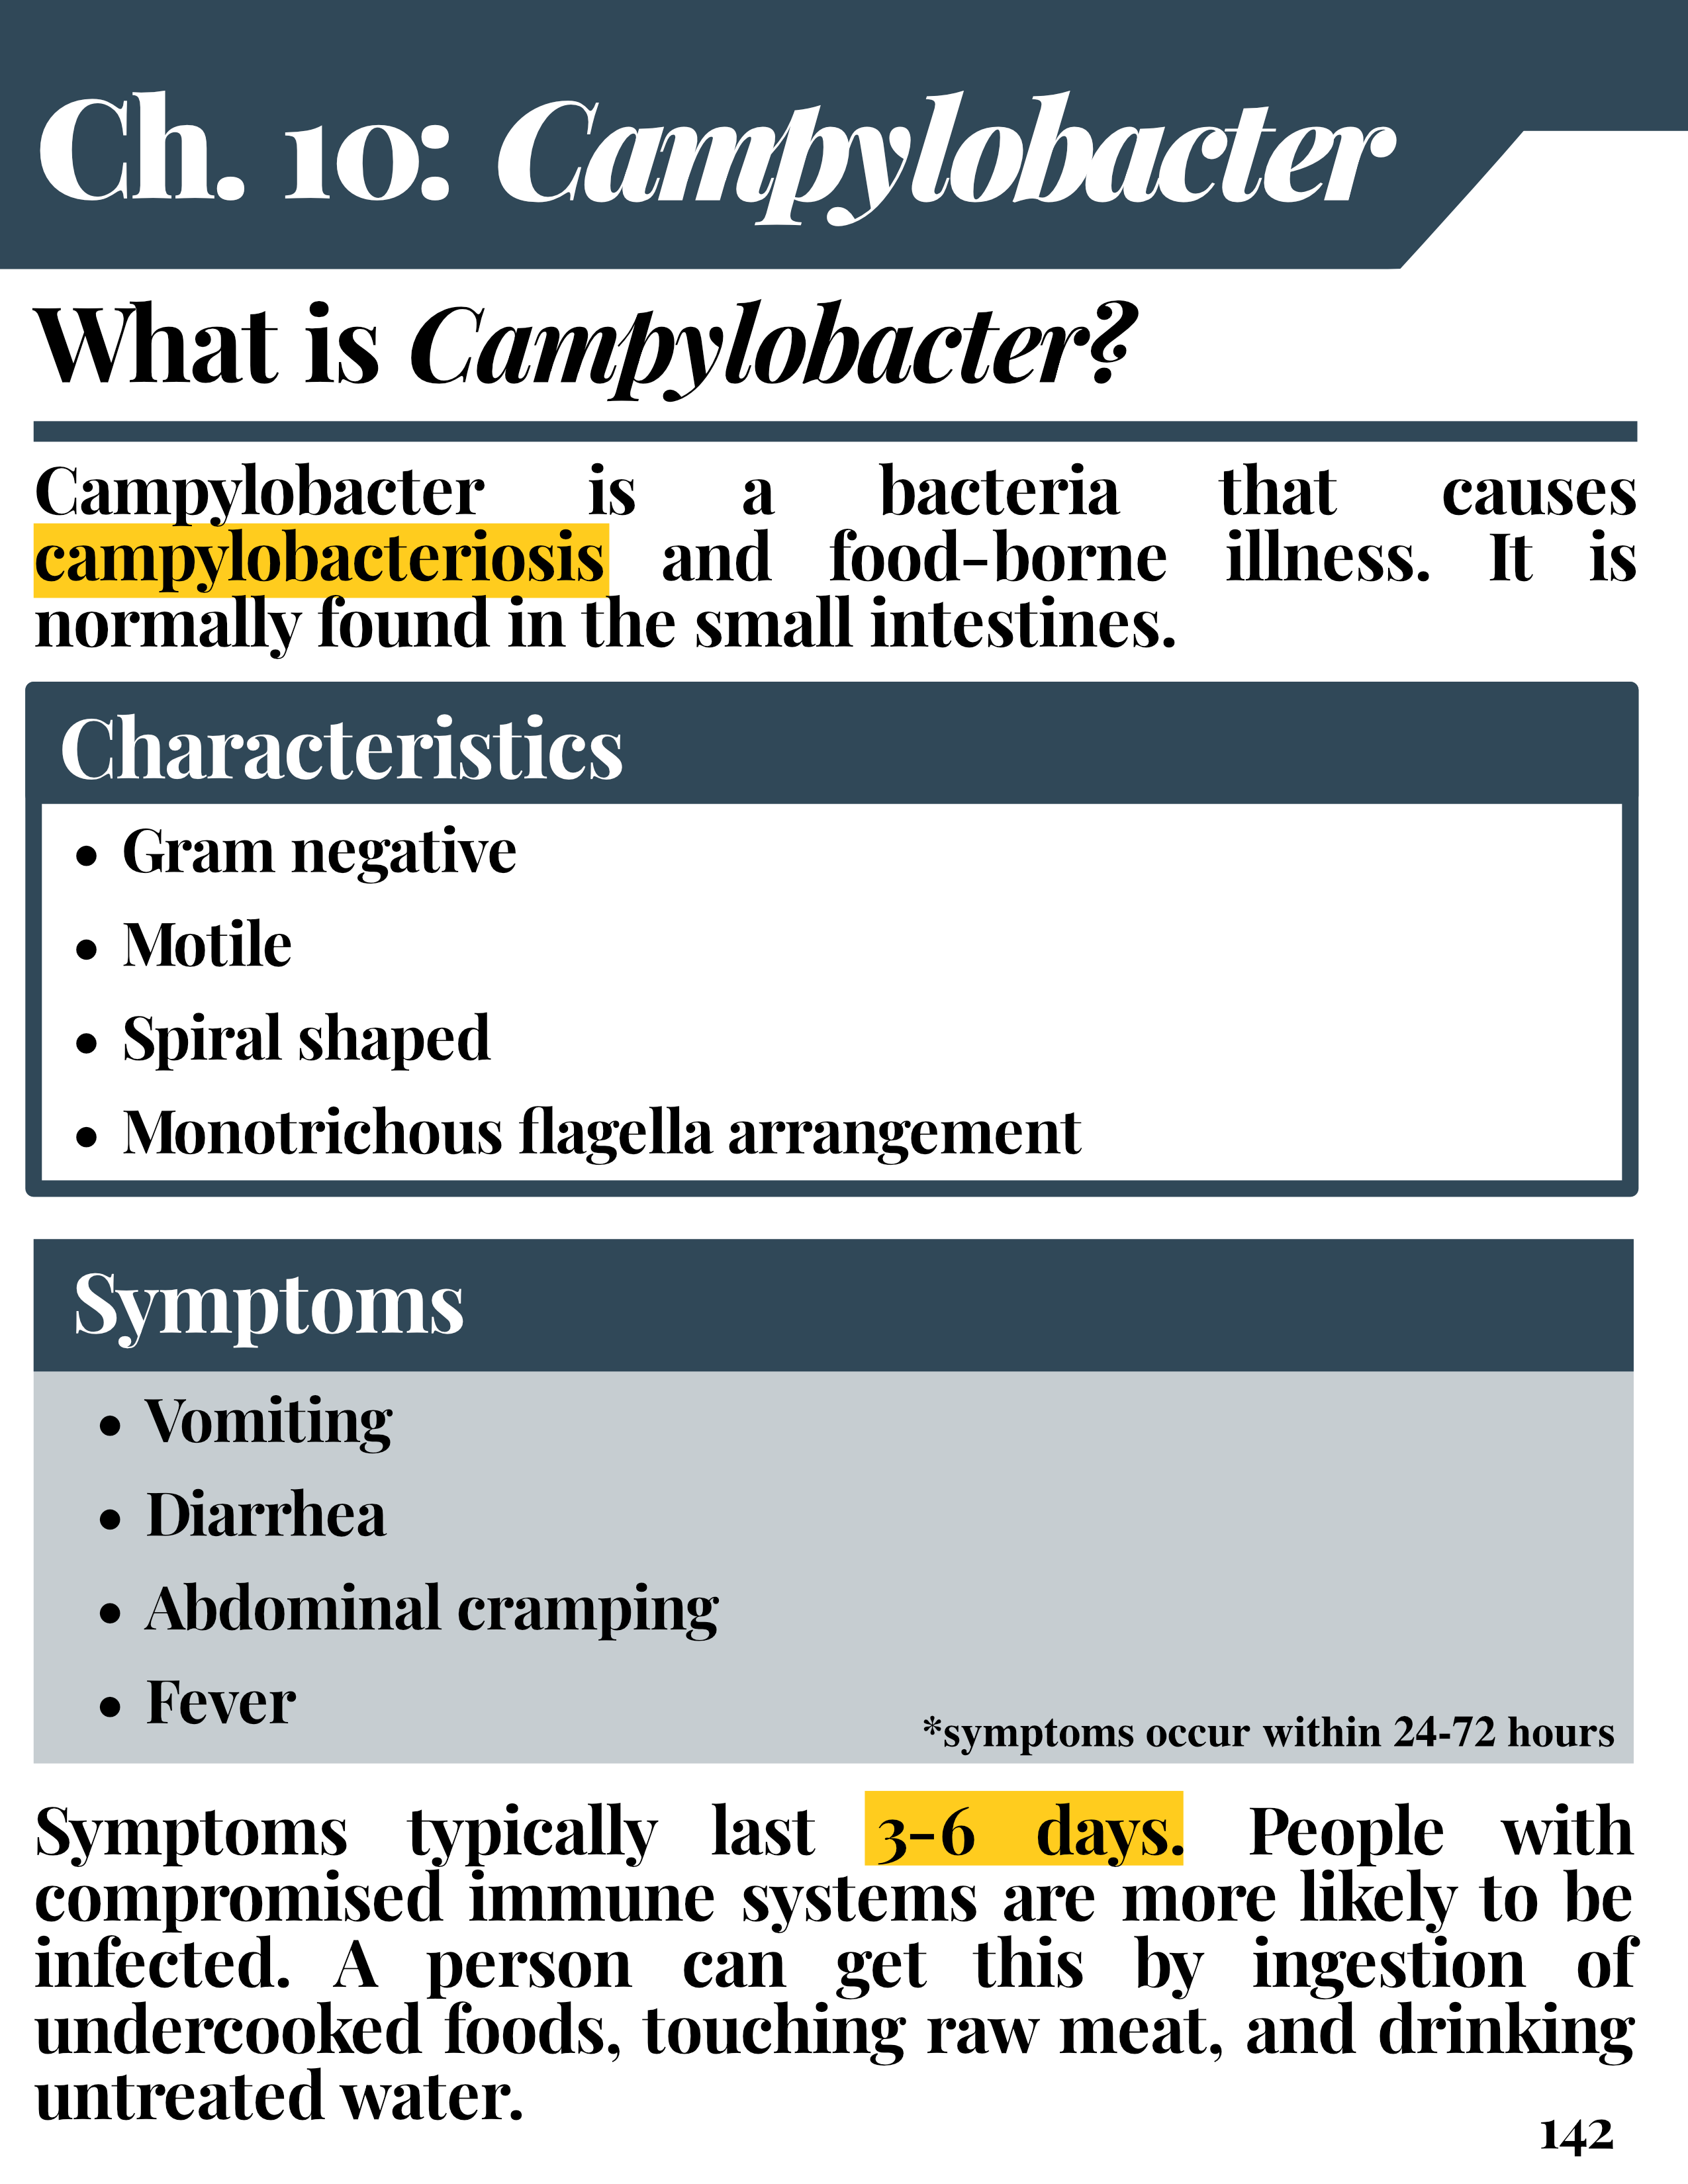 Ch. 10: Campylobacter
What is Campylobacter?
Campylobacter is a bacteria that causes
campylobacteriosis and food-borne illness. It is
normally found in the small intestines.
Characteristics
• Gram negative
• Motile
• Spiral shaped
• Monotrichous flagella arrangement
Symptoms
• Vomiting
• Diarrhea
• Abdominal cramping
• Fever
*symptoms occur within 24-72 hours
Symptoms typically last 3-6 days. People with
compromised immune systems are more likely to be
infected. A person can get this by ingestion of
undercooked foods, touching raw meat, and drinking
untreated water.
142